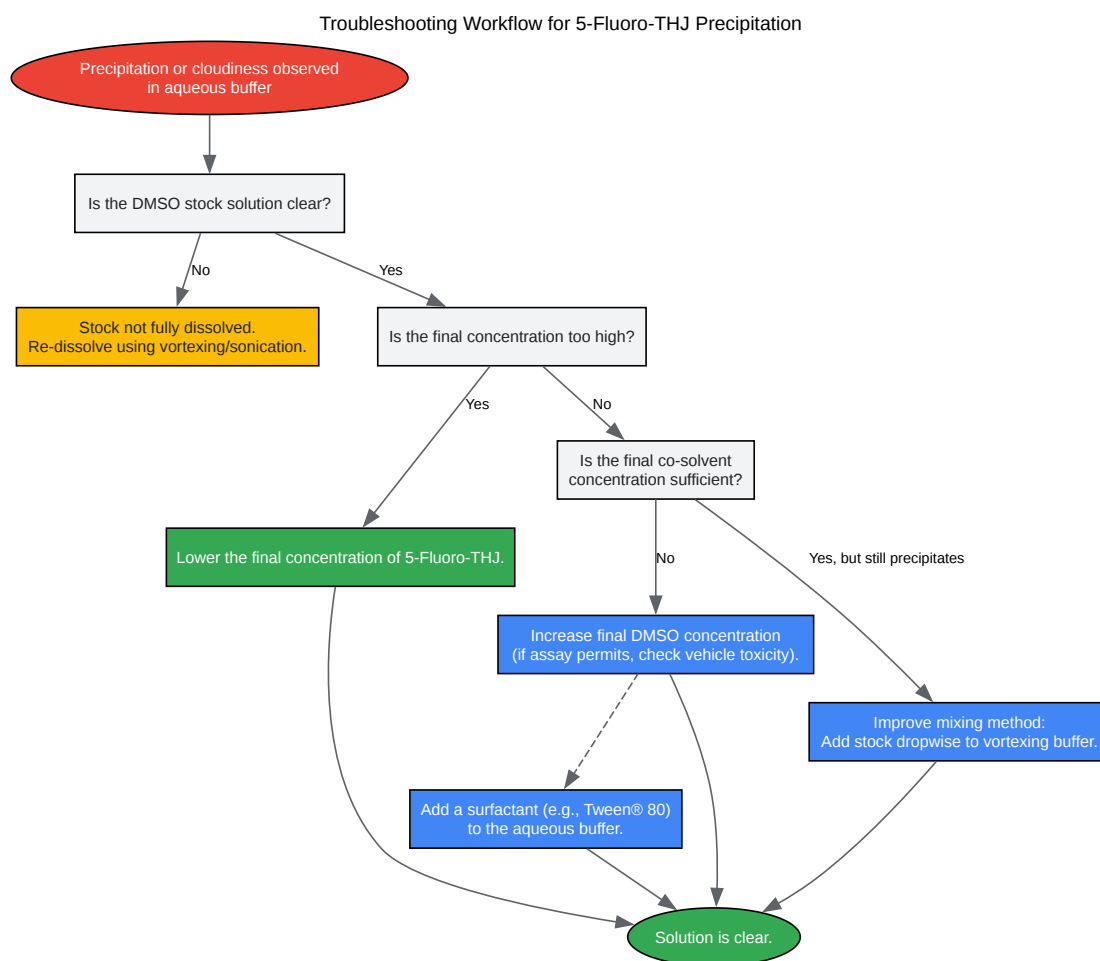 Troubleshooting Workflow for 5-Fluoro-THJ Precipitation
Precipitation or cloudiness observed
in aqueous buffer
Is the DMSO stock solution clear?
No
Yes
Stock not fully dissolved.
Re-dissolve using vortexing/sonication.
Is the final concentration too high?
Yes
No
Is the final co-solvent
concentration sufficient?
Lower the final concentration of 5-Fluoro-THJ.
No
Yes, but still precipitates
Increase final DMSO concentration
(if assay permits, check vehicle toxicity).
Improve mixing method:
Add stock dropwise to vortexing buffer.
Add a surfactant (e.g., Tween® 80)
to the aqueous buffer.
Solution is clear.